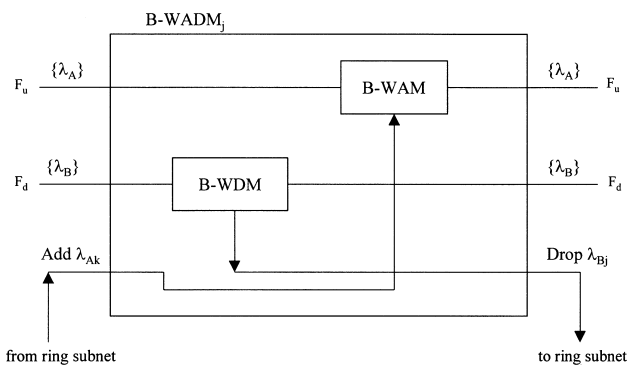 B-WADMj
{λA}
{λA}
Fu
B-WAM
Fu
{λB}
{λB}
Fd
B-WDM
Fd
Add λAk
Drop λBj
from ring subnet
to ring subnet